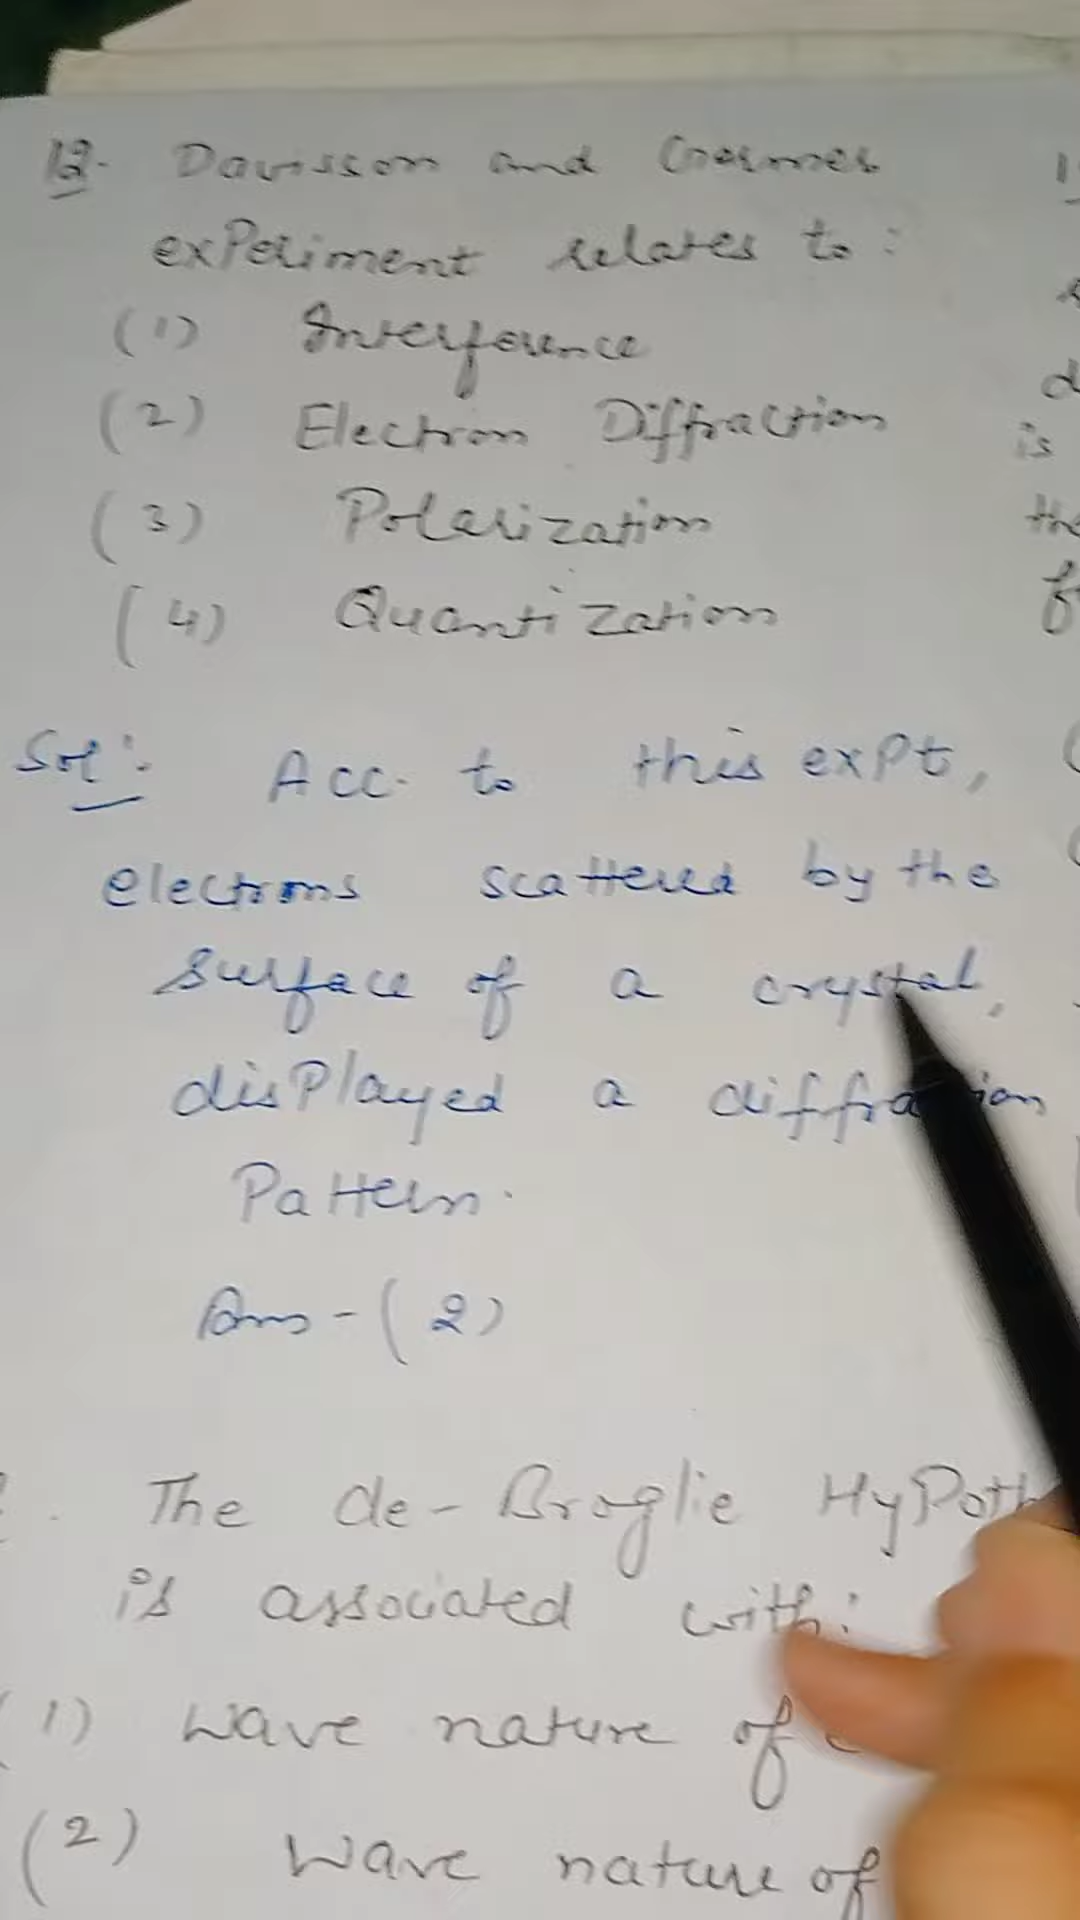 12. Davisson and Germer
experiment relates to:
(1) Interference
(2) Electron Diffraction
(3) Polarization
(4) Quantization
Sol: Acc. to this expt,
electrons scattered by the
surface of a crystal,
displayed a
Pattern.
Ans - (2)
The de-Broglie
is associated with:
(1) Wave nature of
(2) Wave nature of
is